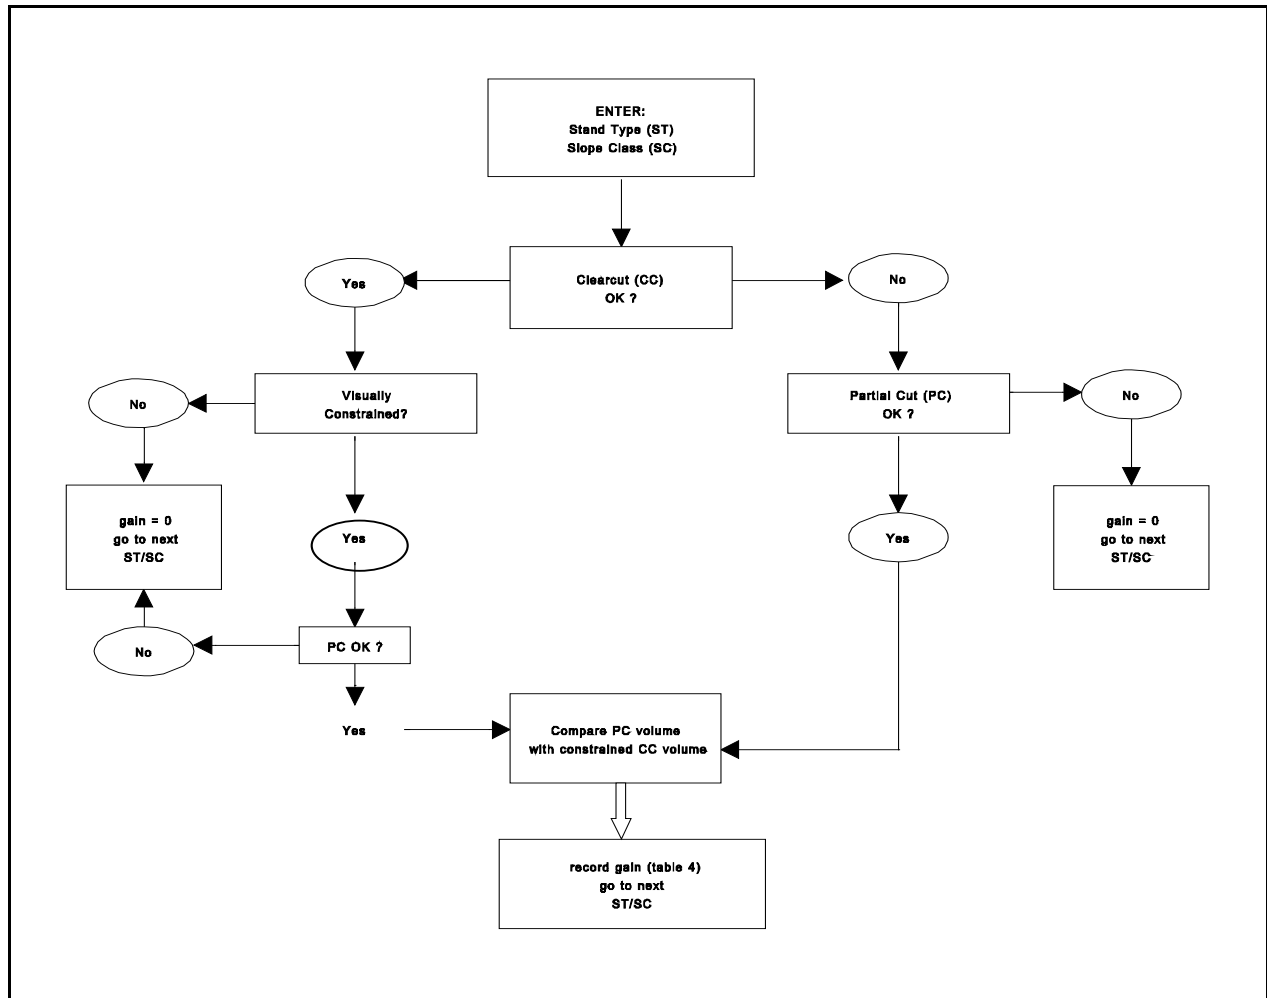 ENTER:
Stand Type (ST)
Slope Class (SC)
Clearcut (CC)
OK ?
Yes
No
Visually
Constrained?
Partial Cut (PC)
OK ?
No
No
gain = 0
go to next
ST/SC
Yes
Yes
gain = 0
go to next
ST/SC
PC OK ?
No
Yes
Compare PC volume
with constrained CC volume
record gain (table 4)
go to next
ST/SC